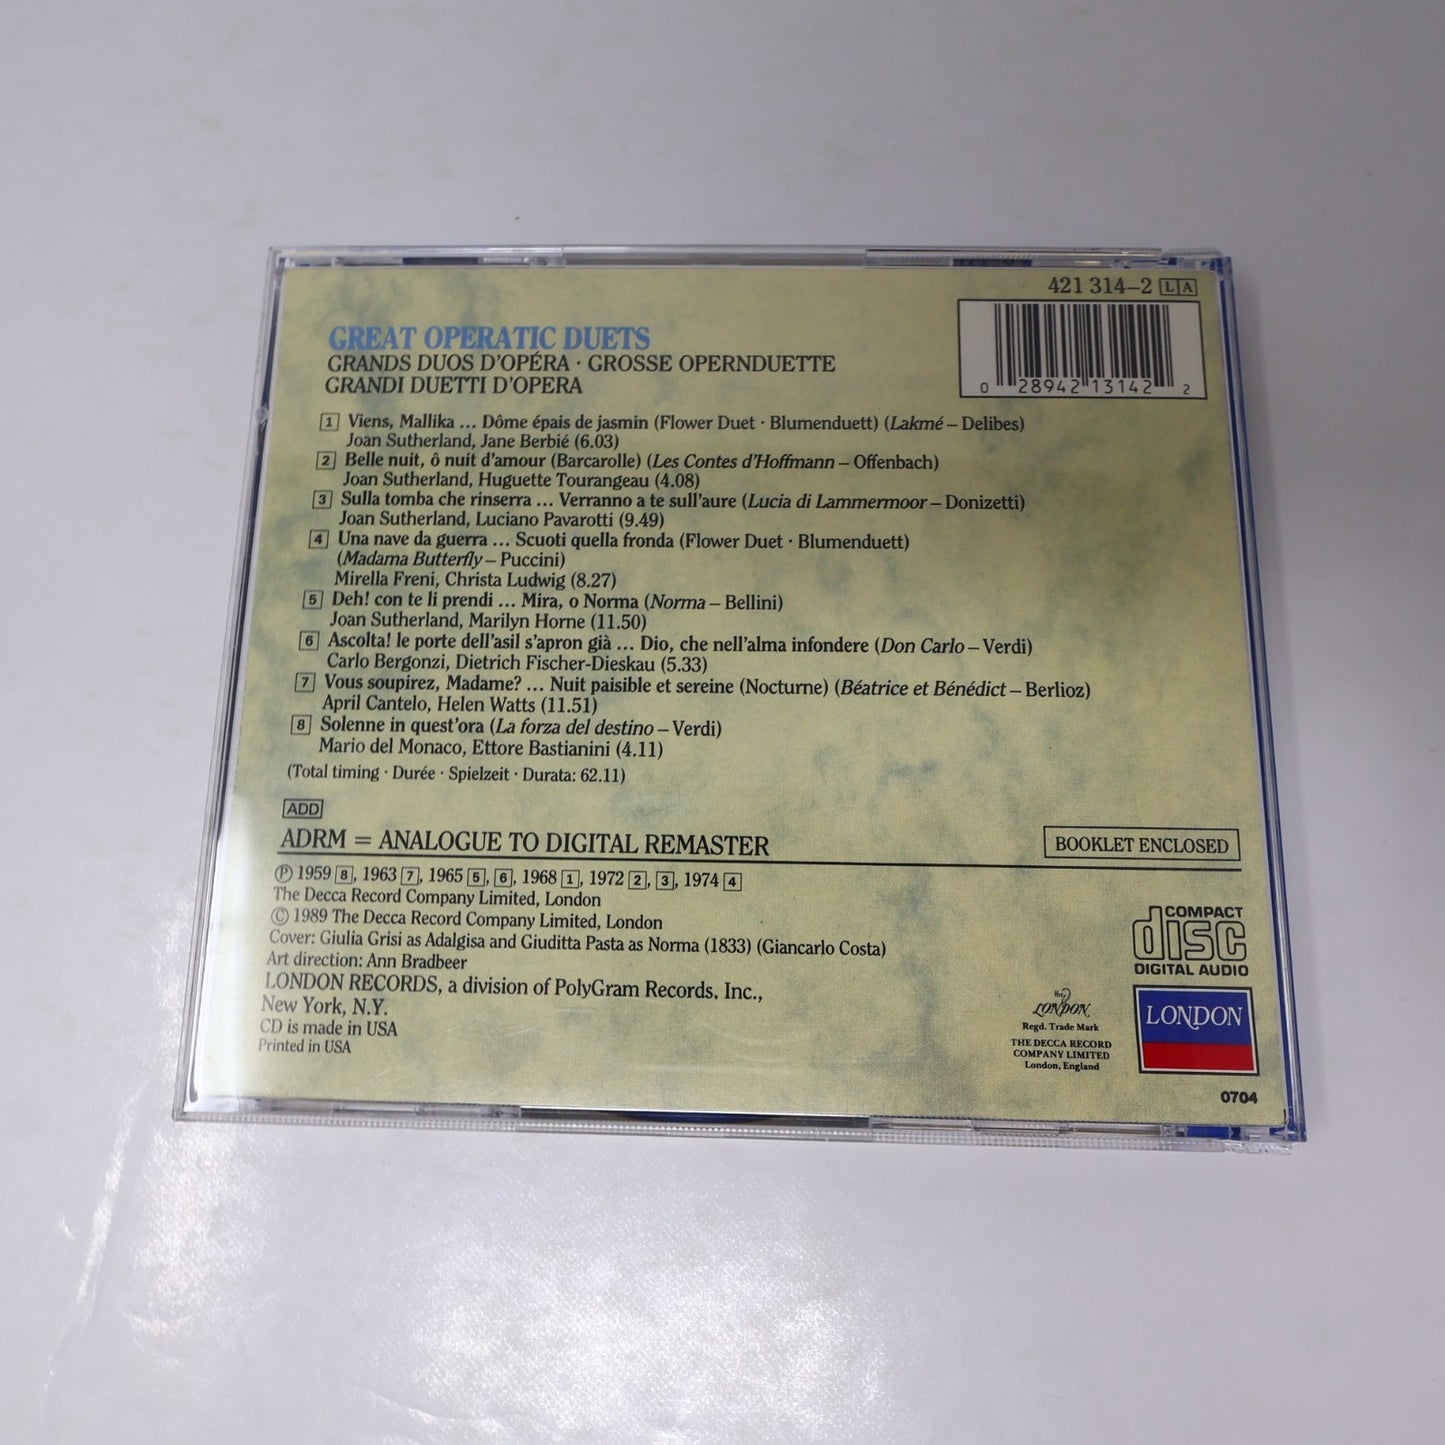 421 314–2 LA
0 28942 13142 2
GREAT OPERATIC DUETS
GRANDS DUOS D'OPÉRA · GROSSE OPERNDUETTE
GRANDI DUETTI D'OPERA
1 Viens, Mallika ... Dôme épais de jasmin (Flower Duet · Blumenduett) (Lakmé – Delibes)
Joan Sutherland, Jane Berbié (6.03)
2 Belle nuit, ô nuit d'amour (Barcarolle) (Les Contes d'Hoffmann – Offenbach)
Joan Sutherland, Huguette Tourangeau (4.08)
3 Sulla tomba che rinserra ... Verranno a te sull'aure (Lucia di Lammermoor – Donizetti)
Joan Sutherland, Luciano Pavarotti (9.49)
4 Una nave da guerra ... Scuoti quella fronda (Flower Duet · Blumenduett)
(Madama Butterfly – Puccini)
Mirella Freni, Christa Ludwig (8.27)
5 Deh! con te li prendi ... Mira, o Norma (Norma – Bellini)
Joan Sutherland, Marilyn Horne (11.50)
6 Ascolta! le porte dell'asil s'apron già ... Dio, che nell'alma infondere (Don Carlo – Verdi)
Carlo Bergonzi, Dietrich Fischer-Dieskau (5.33)
7 Vous soupirez, Madame? ... Nuit paisible et sereine (Nocturne) (Béatrice et Bénédict – Berlioz)
April Cantelo, Helen Watts (11.51)
8 Solenne in quest'ora (La forza del destino – Verdi)
Mario del Monaco, Ettore Bastianini (4.11)
(Total timing · Durée · Spielzeit · Durata: 62.11)
ADD
ADRM = ANALOGUE TO DIGITAL REMASTER
BOOKLET ENCLOSED
Ⓟ 1959 8, 1963 7, 1965 5, 6, 1968 1, 1972 2, 3, 1974 4
The Decca Record Company Limited, London
© 1989 The Decca Record Company Limited, London
Cover: Giulia Grisi as Adalgisa and Giuditta Pasta as Norma (1833) (Giancarlo Costa)
Art direction: Ann Bradbeer
LONDON RECORDS, a division of PolyGram Records, Inc.,
New York, N.Y.
CD is made in USA
Printed in USA
COMPACT
disc
DIGITAL AUDIO
ffrr
LONDON
Regd. Trade Mark
THE DECCA RECORD
COMPANY LIMITED
London, England
LONDON
0704